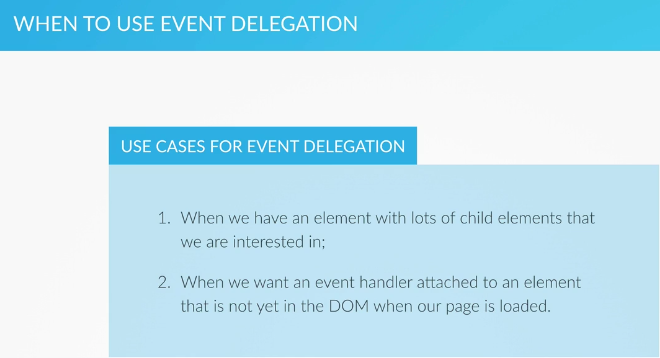 WHEN TO USE EVENT DELEGATION
USE CASES FOR EVENT DELEGATION
1. When we have an element with lots of child elements that
we are interested in;
2. When we want an event handler attached to an element
that is not yet in the DOM when our page is loaded.